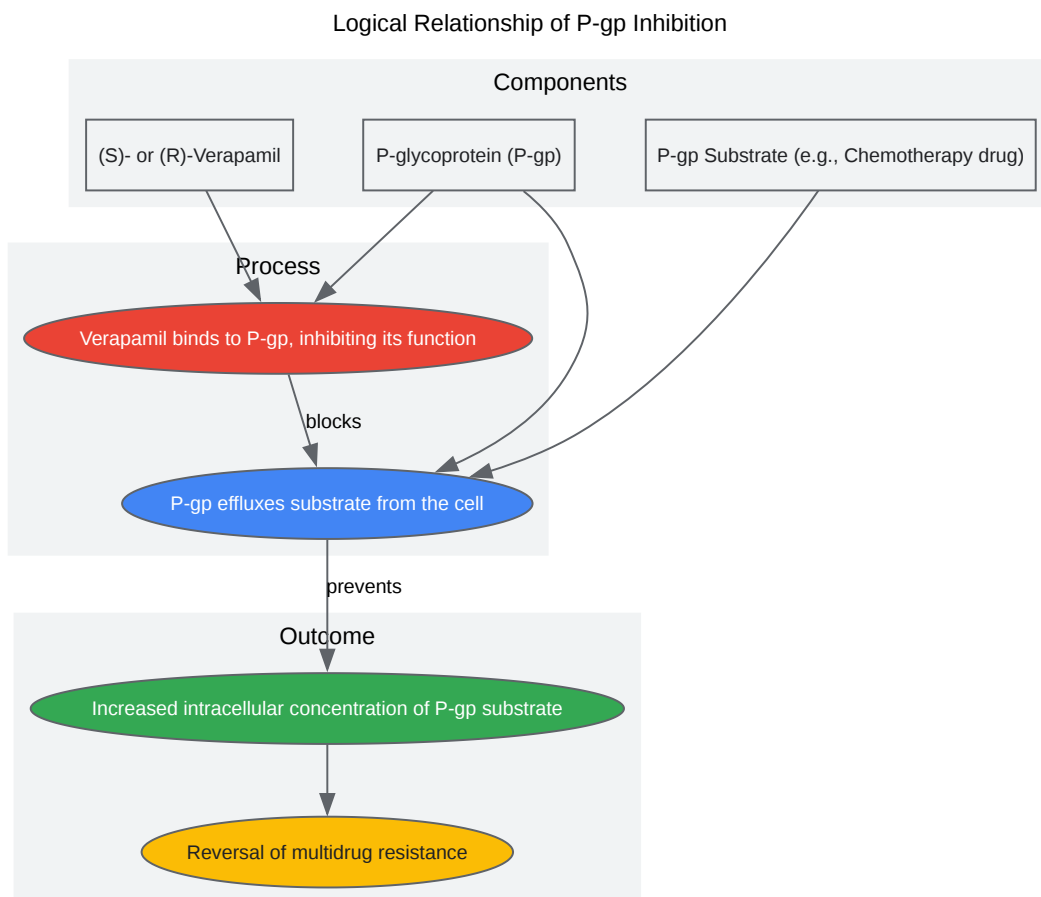 Logical Relationship of P-gp Inhibition
Components
(S)- or (R)-Verapamil
P-glycoprotein (P-gp)
P-gp Substrate (e.g., Chemotherapy drug)
Process
Verapamil binds to P-gp, inhibiting its function
blocks
P-gp effluxes substrate from the cell
prevents
Outcome
Increased intracellular concentration of P-gp substrate
Reversal of multidrug resistance